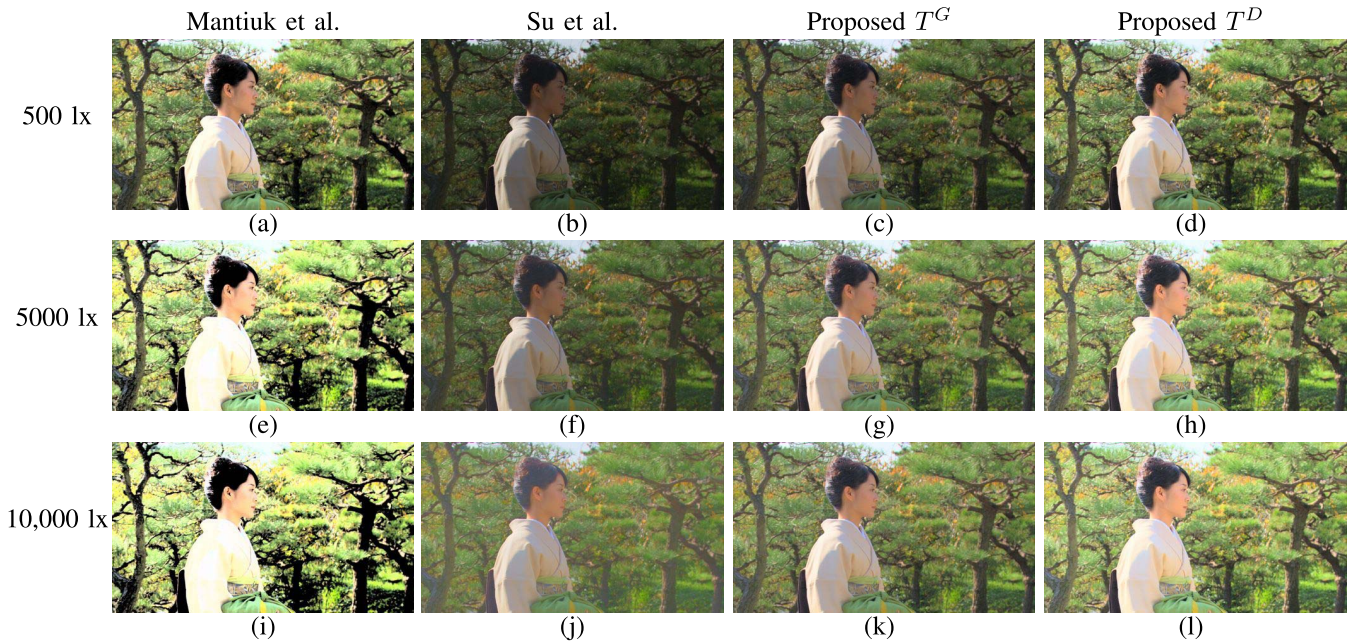 Mantiuk et al. Su et al. Proposed T^G Proposed T^D
500 lx
(a) (b) (c) (d)
5000 lx
(e) (f) (g) (h)
10,000 lx
(i) (j) (k) (l)